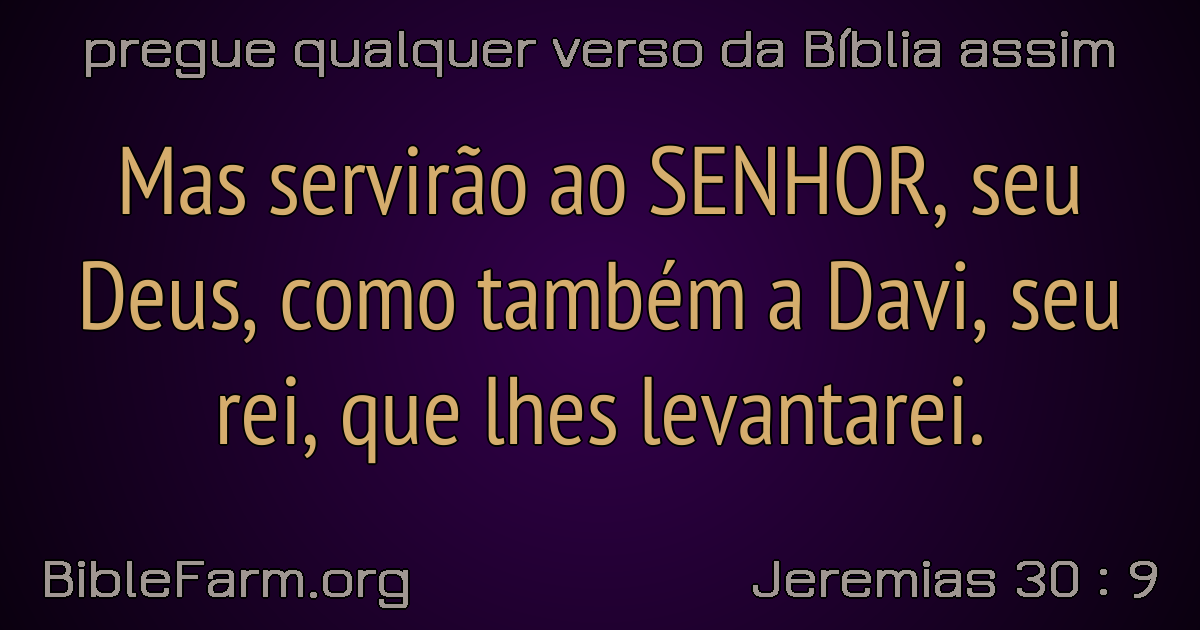 pregue qualquer verso da Bíblia assim
Mas servirão ao SENHOR, seu
Deus, como também a Davi, seu
rei, que lhes levantarei.
BibleFarm.org
Jeremias 30 : 9